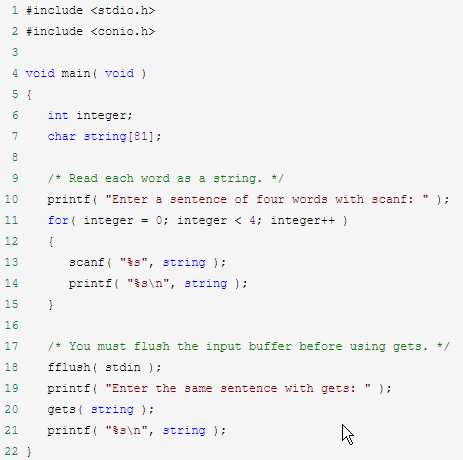 1 #include <stdio.h>
2 #include <conio.h>
3
4 void main( void )
5 {
6    int integer;
7    char string[81];
8
9    /* Read each word as a string. */
10    printf( "Enter a sentence of four words with scanf: " );
11    for( integer = 0; integer < 4; integer++ )
12    {
13       scanf( "%s", string );
14       printf( "%s\n", string );
15    }
16
17    /* You must flush the input buffer before using gets. */
18    fflush( stdin );
19    printf( "Enter the same sentence with gets: " );
20    gets( string );
21    printf( "%s\n", string );
22 }